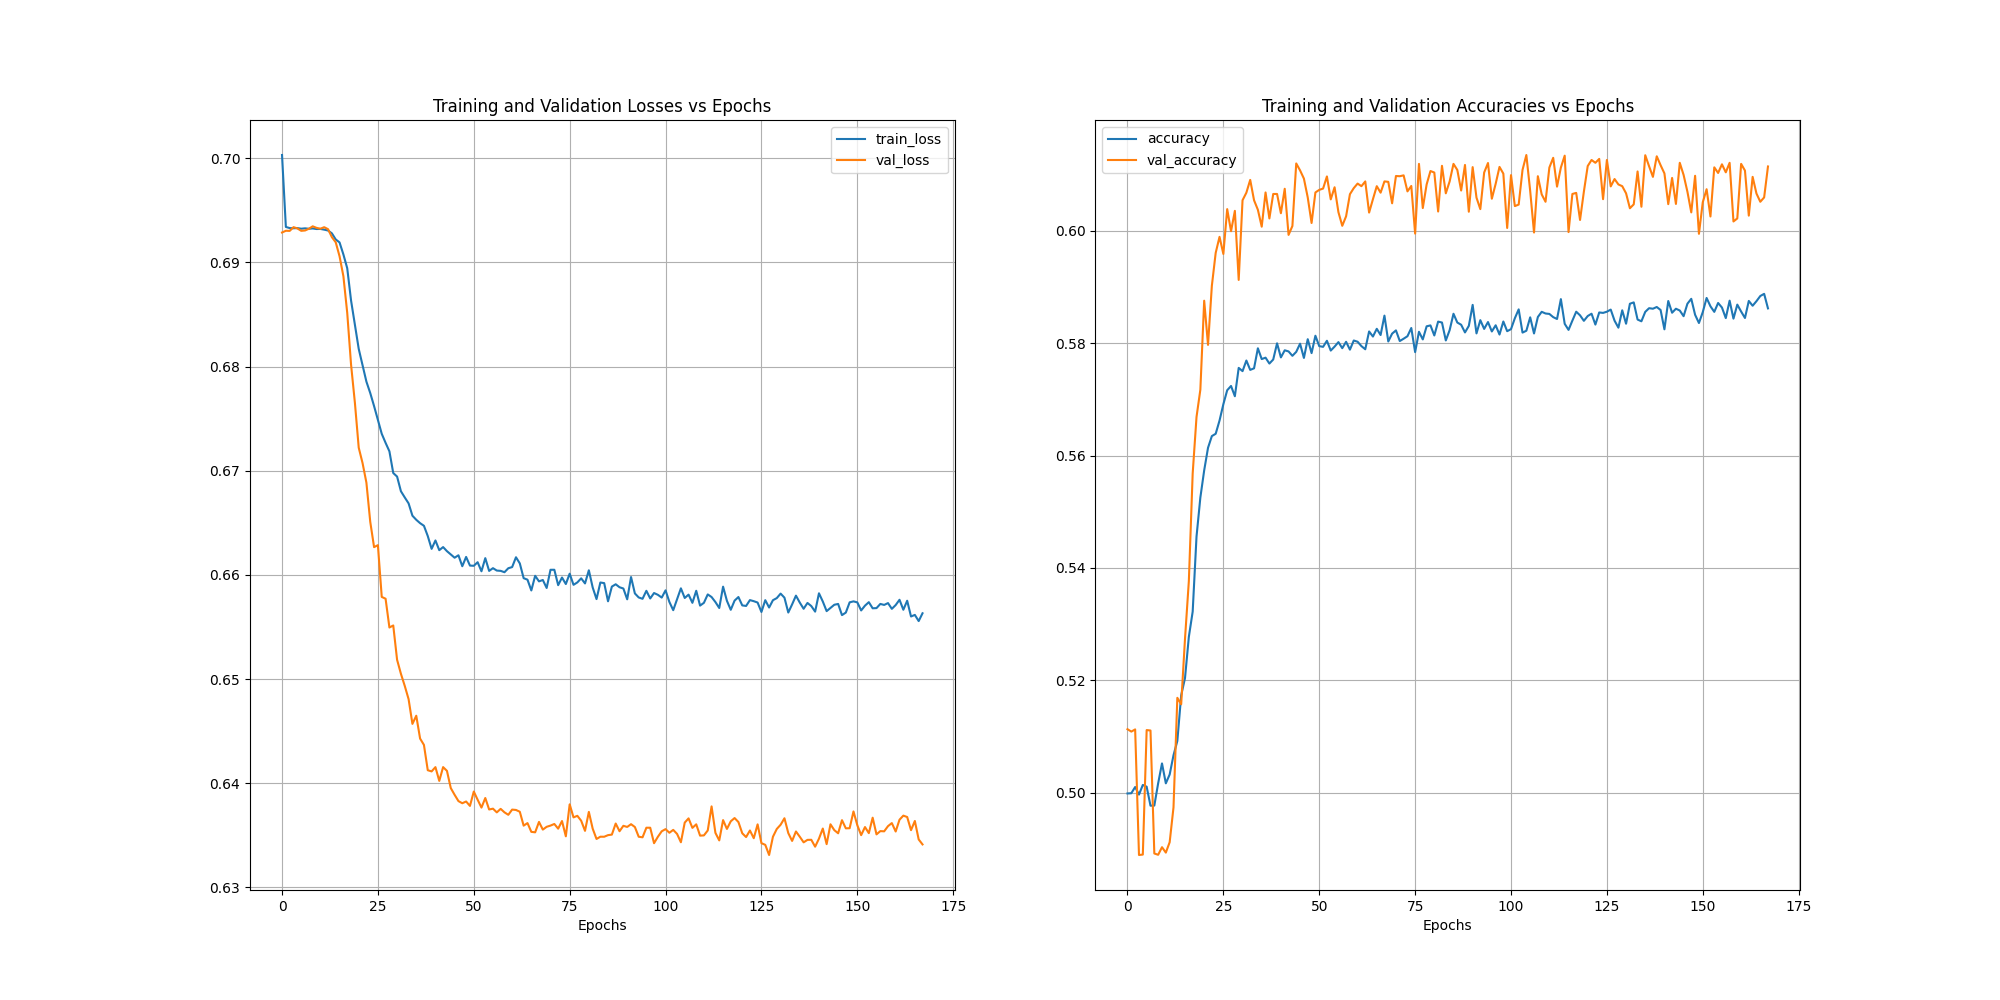 Training and Validation Losses vs Epochs
train_loss
val_loss
0.70
0.69
0.68
0.67
0.66
0.65
0.64
0.63
0 25 50 75 100 125 150 175
Epochs
Training and Validation Accuracies vs Epochs
accuracy
val_accuracy
0.60
0.58
0.56
0.54
0.52
0.50
0 25 50 75 100 125 150 175
Epochs